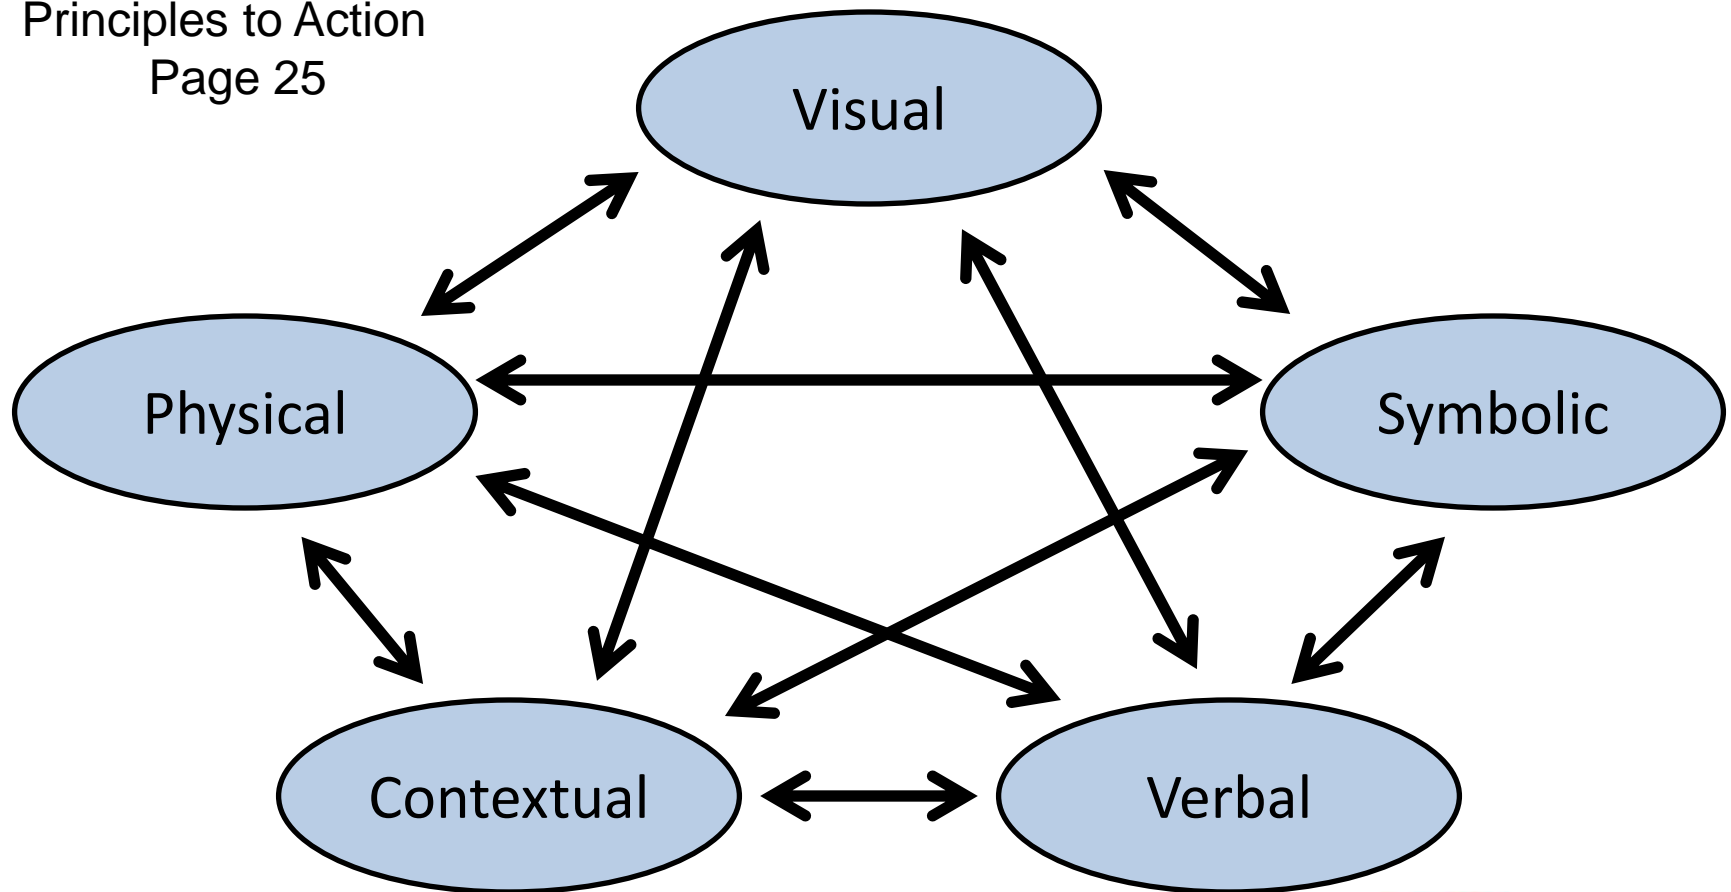 Principles to Action
Page 25
Visual
Physical
Symbolic
Contextual
Verbal